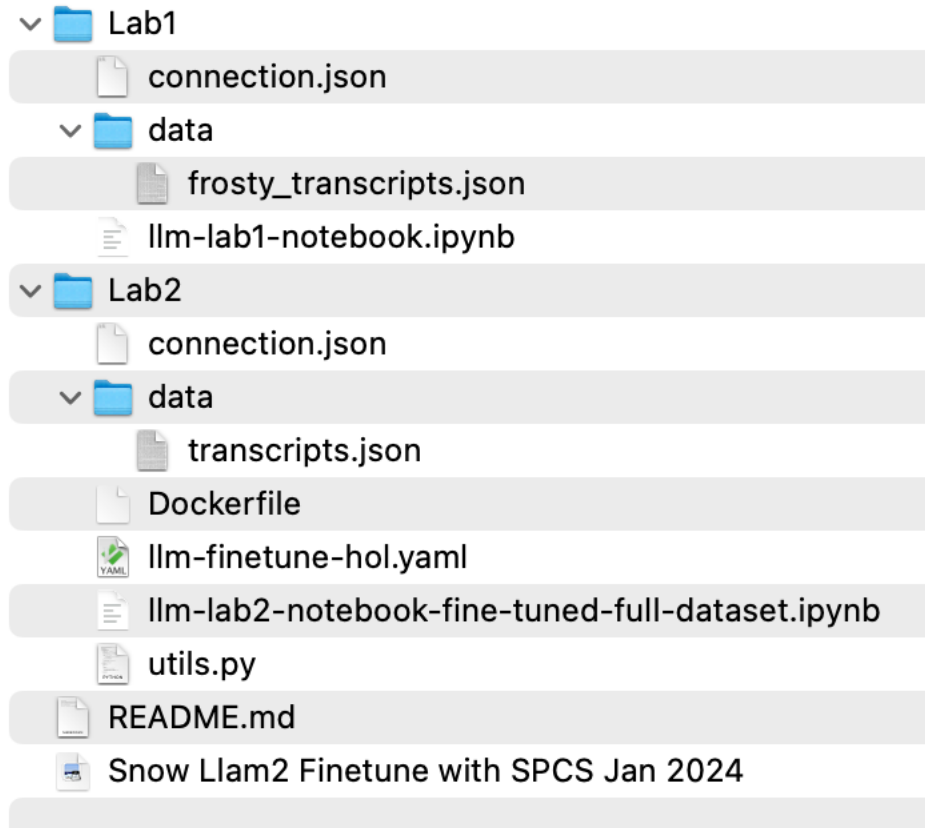 Lab1
connection.json
data
frosty_transcripts.json
llm-lab1-notebook.ipynb
Lab2
connection.json
data
transcripts.json
Dockerfile
YAML
llm-finetune-hol.yaml
llm-lab2-notebook-fine-tuned-full-dataset.ipynb
utils.py
README.md
Snow Llam2 Finetune with SPCS Jan 2024